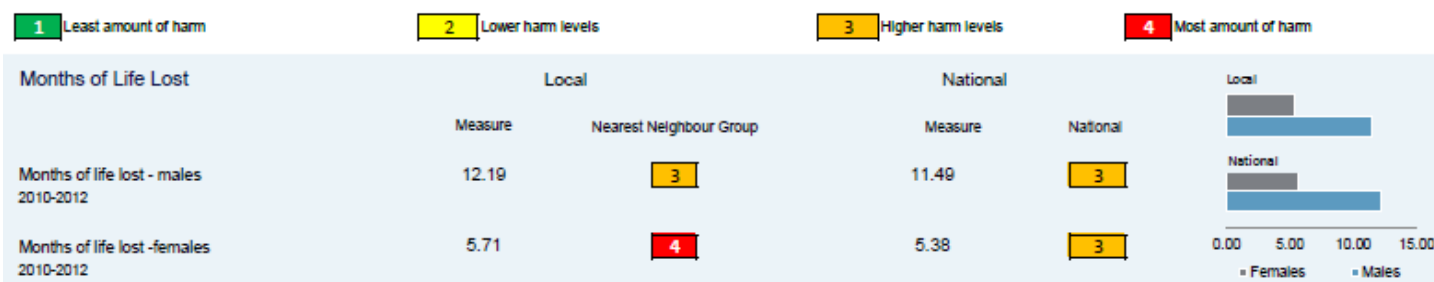 1 Least amount of harm 2 Lower harm levels 3 Higher harm levels 4 Most amount of harm
Months of Life Lost Local National Local
Measure Nearest Neighbour Group Measure National
National
Months of life lost - males 12.19 3 11.49 3
2010-2012
Months of life lost -females 5.71 4 5.38 3 0.00 5.00 10.00 15.00
2010-2012 Females Males